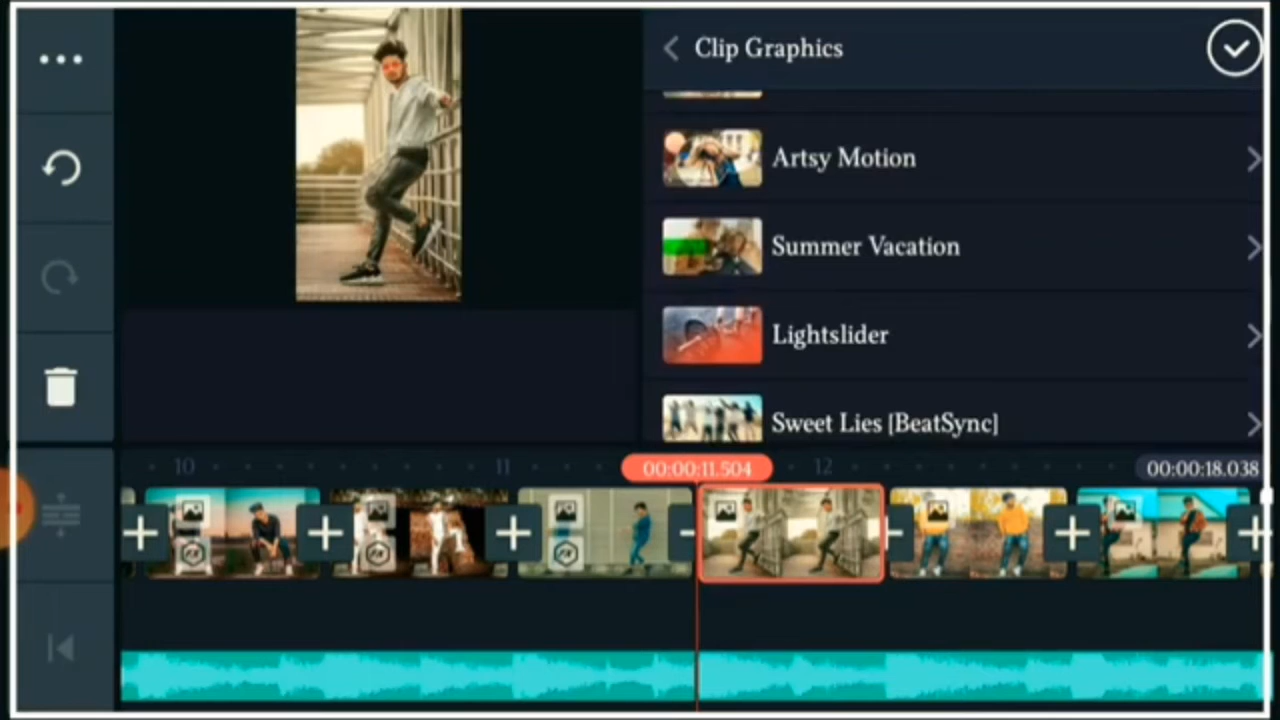 Clip Graphics
Artsy Motion
Summer Vacation
Lightslider
Sweet Lies [BeatSync]
10
11
00:00:11.504
12
00:00:18.038